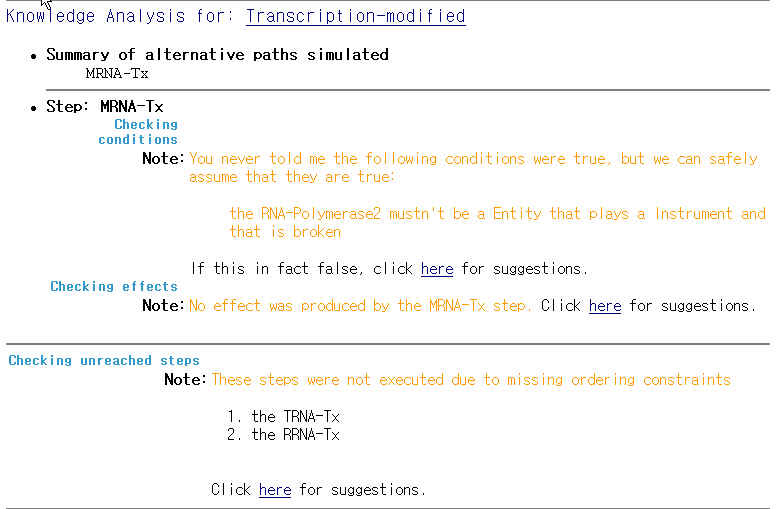 Knowledge Analysis for: Transcription-modified
• Summary of alternative paths simulated
MRNA-Tx
• Step: MRNA-Tx
Checking
conditions
Note: You never told me the following conditions were true, but we can safely
assume that they are true:
the RNA-Polymerase2 mustn't be a Entity that plays a Instrument and
that is broken
If this in fact false, click here for suggestions.
Checking effects
Note: No effect was produced by the MRNA-Tx step. Click here for suggestions.
Checking unreached steps
Note: These steps were not executed due to missing ordering constraints
1. the TRNA-Tx
2. the RRNA-Tx
Click here for suggestions.